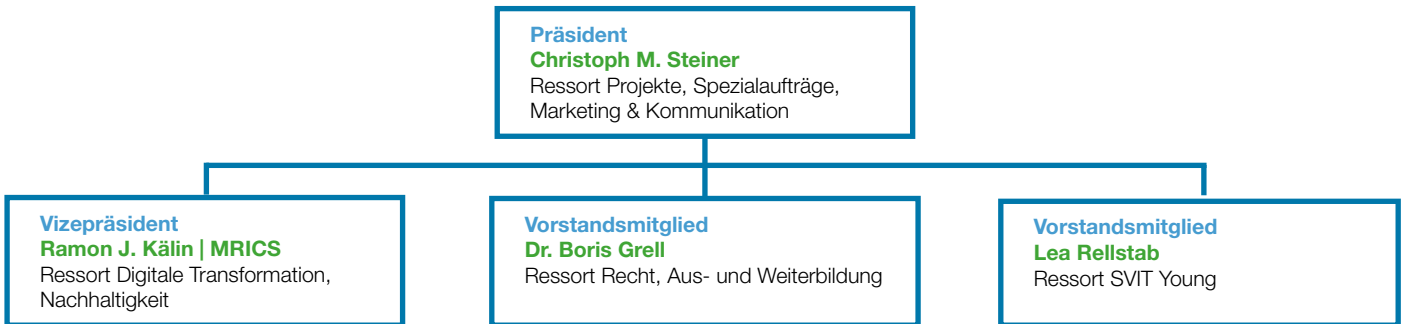 Präsident
Christoph M. Steiner
Ressort Projekte, Spezialaufträge,
Marketing & Kommunikation
Vizepräsident
Ramon J. Kälin | MRICS
Ressort Digitale Transformation,
Nachhaltigkeit
Vorstandsmitglied
Dr. Boris Grell
Ressort Recht, Aus- und Weiterbildung
Vorstandsmitglied
Lea Rellstab
Ressort SVIT Young